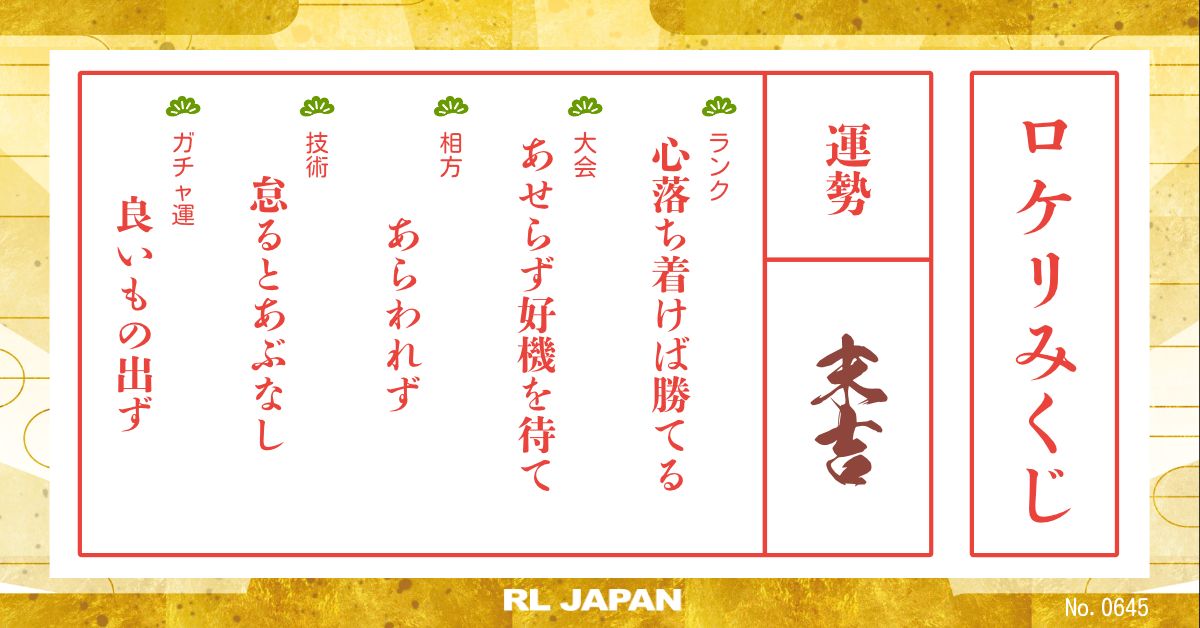 ロケリみくじ
運勢
末吉
ランク
心落ち着けば勝てる
大会
あせらず好機を待て
相方
あらわれず
技術
怠るとあぶなし
ガチャ運
良いもの出ず
RL JAPAN
No. 0645